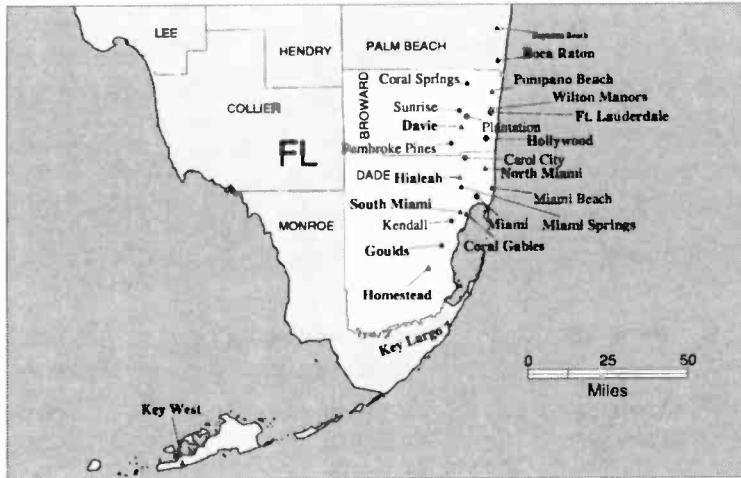 LEE
HENDRY
PALM BEACH
Boynton Beach
Boca Raton
COLLIER
BROWARD
Coral Springs
Pompano Beach
Wilton Manors
Sunrise
Ft. Lauderdale
Davie
Plantation
FL
Hollywood
Pembroke Pines
Carol City
DADE
Hialeah
North Miami
Miami Beach
MONROE
South Miami
Miami
Miami Springs
Kendall
Goulds
Coral Gables
Homestead
Key Largo
0 25 50
Miles
Key West